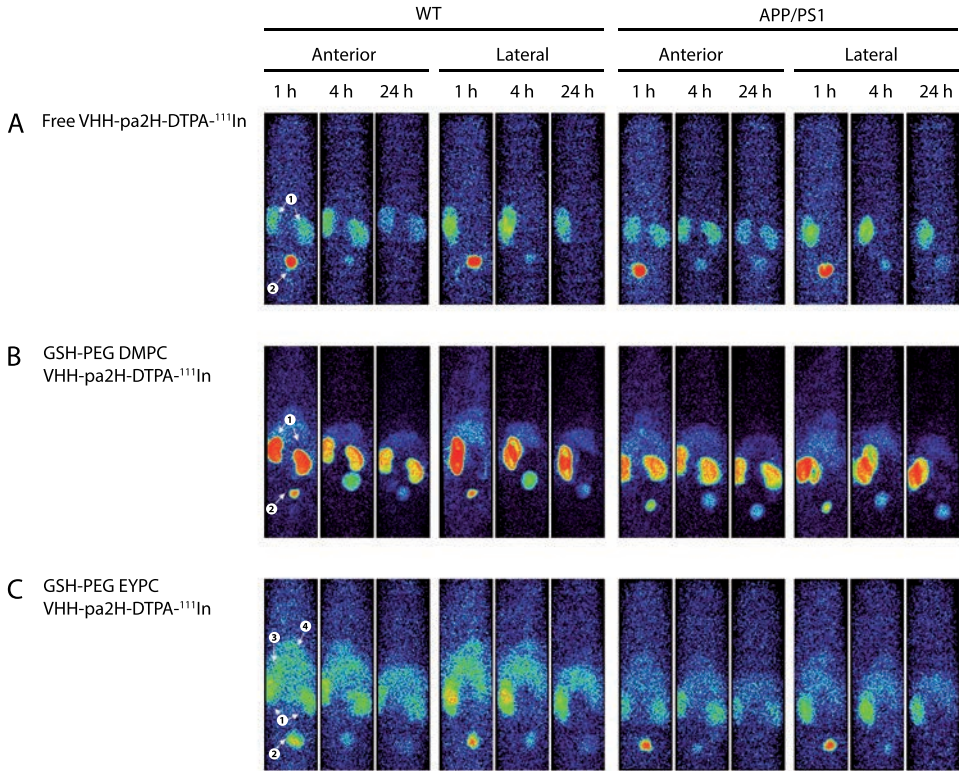 WT APP/PS1
Anterior Lateral Anterior Lateral
1 h 4 h 24 h 1 h 4 h 24 h 1 h 4 h 24 h 1 h 4 h 24 h
A Free VHH-pa2H-DTPA-¹¹¹In
1
2
B GSH-PEG DMPC
VHH-pa2H-DTPA-¹¹¹In
1
2
C GSH-PEG EYPC
VHH-pa2H-DTPA-¹¹¹In
4
3
1
2